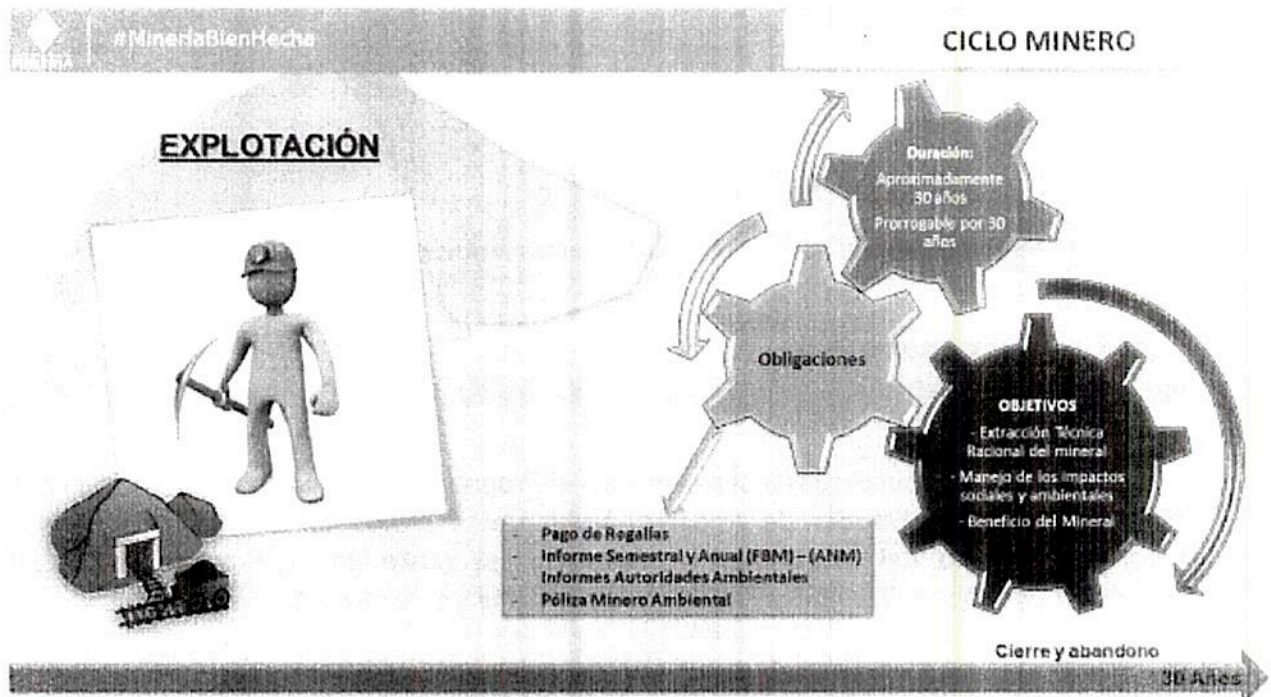 #MineríaBienHecha
CICLO MINERO
EXPLOTACIÓN
Duración:
Aproximadamente
30 años
Prorrogable por 30
años
Obligaciones
OBJETIVOS
- Extracción Técnica
Racional del mineral
- Manejo de los impactos
sociales y ambientales
- Beneficio del Mineral
- Pago de Regalías
- Informe Semestral y Anual (FBM) – (ANM)
- Informes Autoridades Ambientales
- Póliza Minero Ambiental
Cierre y abandono
30 Años